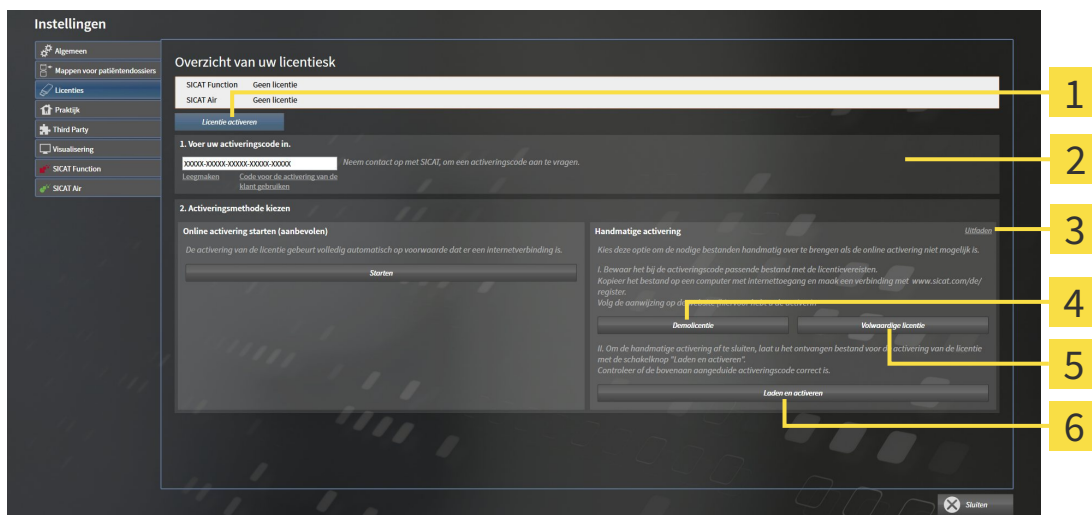 Instellingen
Algemeen
Mappen voor patiëntendossiers
Licenties
Praktijk
Third Party
Visualisering
SICAT Function
SICAT Air
Overzicht van uw licentiesk
SICAT Function Geen licentie
SICAT Air Geen licentie
Licentie activeren
1. Voer uw activeringscode in.
XXXXX-XXXXX-XXXXX-XXXXX-XXXXX
Neem contact op met SICAT, om een activeringscode aan te vragen.
Leegmaken
Code voor de activering van de
klant gebruiken
2. Activeringsmethode kiezen
Online activering starten (aanbevolen)
De activering van de licentie gebeurt volledig automatisch op voorwaarde dat er een internetverbinding is.
Starten
Handmatige activering
Uitfaden
Kies deze optie om de nodige bestanden handmatig over te brengen als de online activering niet mogelijk is.
I. Bewaar het bij de activeringscode passende bestand met de licentievereisten.
Kopieer het bestand op een computer met internettoegang en maak een verbinding met www.sicat.com/de/
register.
Volg de aanwijzing op de website
Demolicentie
Volwaardige licentie
II. Om de handmatige activering af te sluiten, laat u het ontvangen bestand voor de activering van de licentie
met de schakelknop "Laden en activeren".
Controleer of de bovenaan aangeduide activeringscode correct is.
Laden en activeren
Sluiten
1
2
3
4
5
6